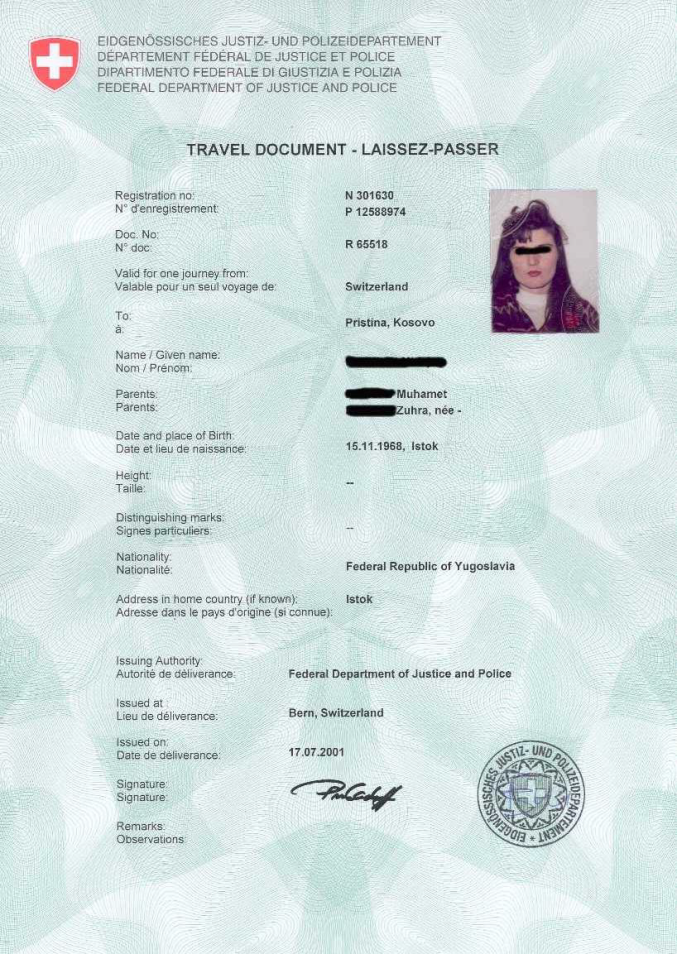 EIDGENÖSSISCHES JUSTIZ- UND POLIZEIDEPARTEMENT
DÉPARTEMENT FÉDÉRAL DE JUSTICE ET POLICE
DIPARTIMENTO FEDERALE DI GIUSTIZIA E POLIZIA
FEDERAL DEPARTMENT OF JUSTICE AND POLICE
TRAVEL DOCUMENT - LAISSEZ-PASSER
Registration no: N 301630
N° d'enregistrement: P 12588974
Doc. No:
N° doc: R 65518
Valid for one journey from:
Valable pour un seul voyage de: Switzerland
To:
à: Pristina, Kosovo
Name / Given name:
Nom / Prénom:
Parents: Muhamet
Parents: Zuhra, née -
Date and place of Birth:
Date et lieu de naissance: 15.11.1968, Istok
Height:
Taille: --
Distinguishing marks:
Signes particuliers: --
Nationality:
Nationalité: Federal Republic of Yugoslavia
Address in home country (if known): Istok
Adresse dans le pays d'origine (si connue):
Issuing Authority:
Autorité de déliverance: Federal Department of Justice and Police
Issued at
Lieu de déliverance: Bern, Switzerland
Issued on:
Date de déliverance: 17.07.2001
Signature:
Signature:
Remarks:
Observations:
EIDGENÖSSISCHES JUSTIZ- UND POLIZEIDEPARTEMENT *